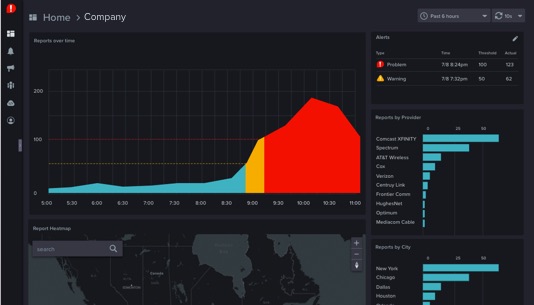 Home > Company
Past 6 hours
10s
Reports over time
200
100
0
5:00 6:00 6:30 7:00 7:30 8:00 8:30 9:00 9:30 10:00 10:30 11:00
Alerts
Type Time Threshold Actual
Problem 7/8 8:24pm 100 123
Warning 7/8 7:32pm 50 62
Reports by Provider
0 25 50
Comcast XFINITY
Spectrum
AT&T Wireless
Cox
Verizon
Centruy Link
Frontier Comm
HughesNet
Optimum
Mediacom Cable
Report Heatmap
search
+
−
Reports by City
0 25 50
New York
Chicago
Dallas
Houston